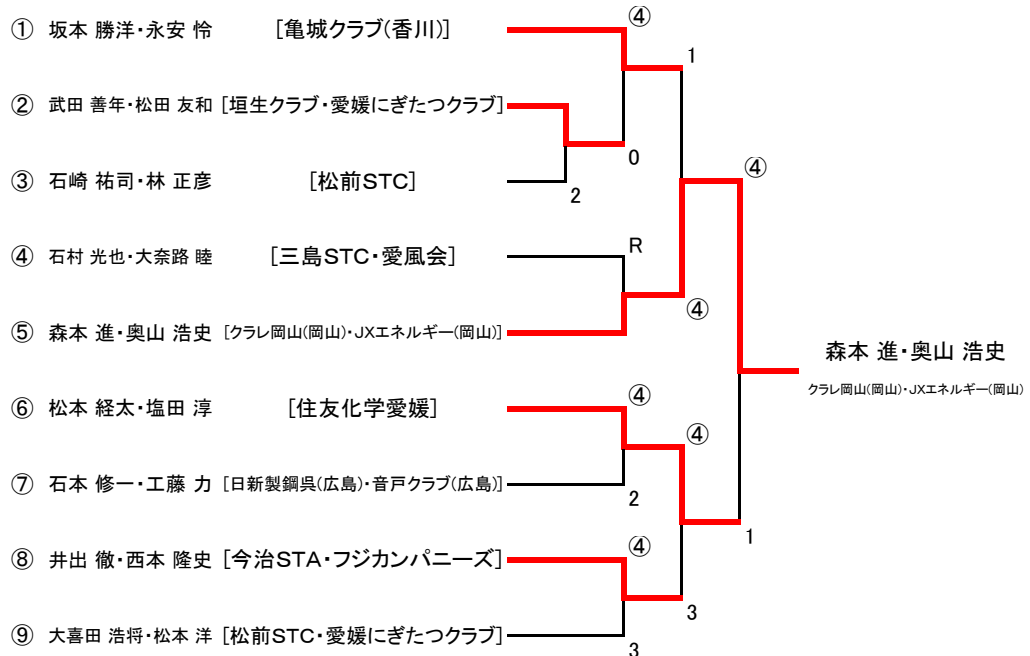 ① 坂本 勝洋・永安 怜 [亀城クラブ(香川)]
④
1
② 武田 善年・松田 友和 [垣生クラブ・愛媛にぎたつクラブ]
0
③ 石崎 祐司・林 正彦 [松前STC]
2
④
④ 石村 光也・大奈路 睦 [三島STC・愛風会]
R
④
⑤ 森本 進・奥山 浩史 [クラレ岡山(岡山)・JXエネルギー(岡山)]
森本 進・奥山 浩史
クラレ岡山(岡山)・JXエネルギー(岡山)
⑥ 松本 経太・塩田 淳 [住友化学愛媛]
④
④
⑦ 石本 修一・工藤 力 [日新製鋼呉(広島)・音戸クラブ(広島)]
2
1
⑧ 井出 徹・西本 隆史 [今治STA・フジカンパニーズ]
④
3
⑨ 大喜田 浩将・松本 洋 [松前STC・愛媛にぎたつクラブ]
3